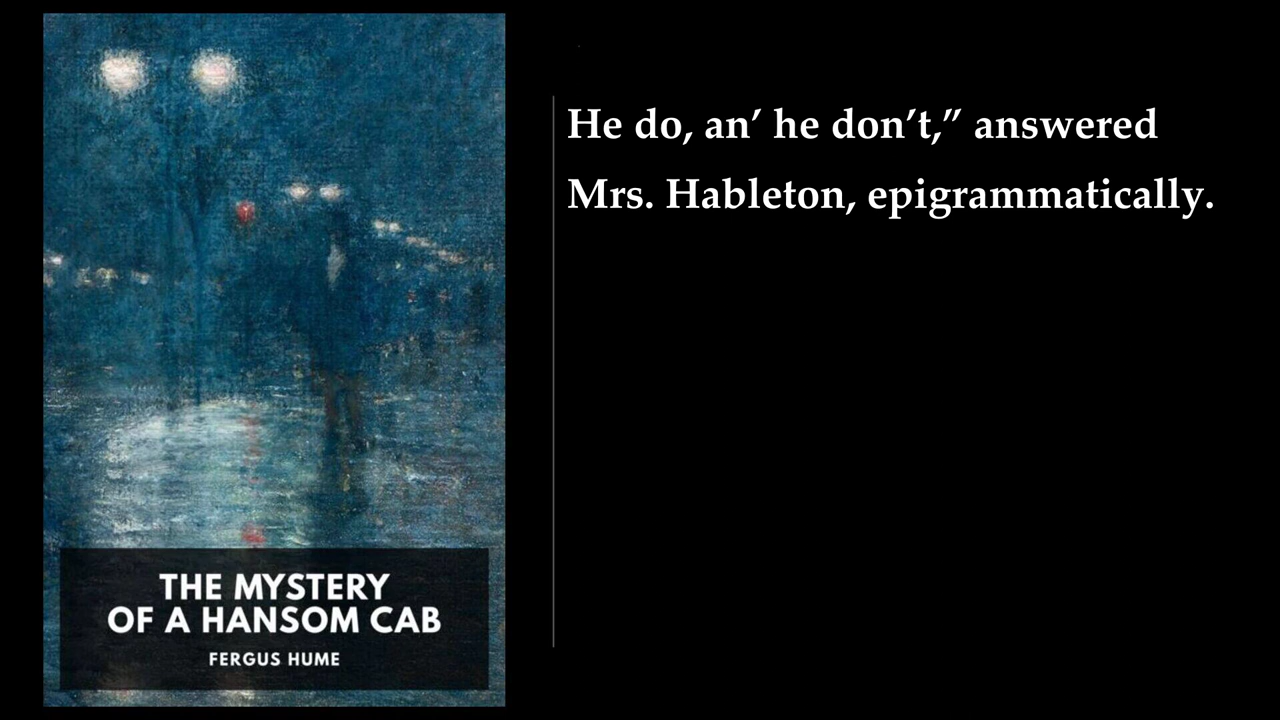 He do, an’ he don’t,” answered
Mrs. Hableton, epigrammatically.
THE MYSTERY
OF A HANSOM CAB
FERGUS HUME